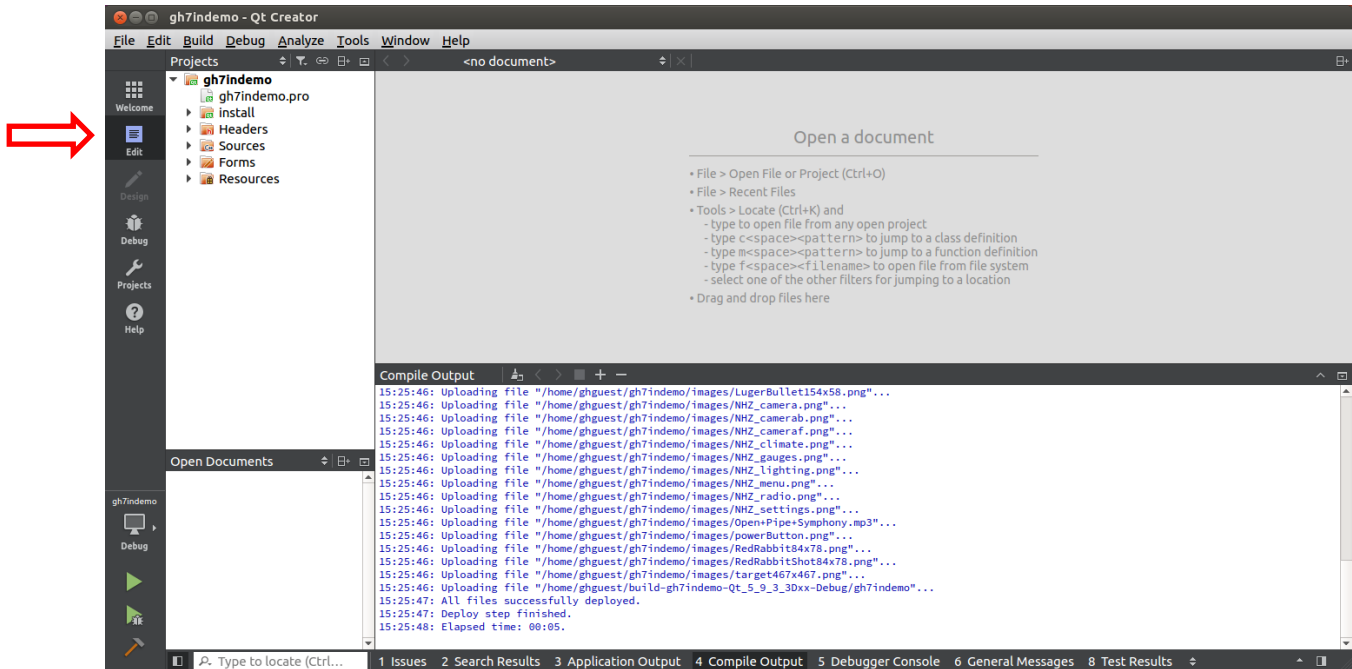 gh7indemo - Qt Creator
File Edit Build Debug Analyze Tools Window Help
Projects
<no document>
Welcome
Edit
Design
Debug
Projects
Help
gh7indemo
gh7indemo.pro
install
Headers
Sources
Forms
Resources
Open a document
• File > Open File or Project (Ctrl+O)
• File > Recent Files
• Tools > Locate (Ctrl+K) and
- type to open file from any open project
- type c<space><pattern> to jump to a class definition
- type m<space><pattern> to jump to a function definition
- type f<space><filename> to open file from file system
- select one of the other filters for jumping to a location
• Drag and drop files here
Open Documents
Compile Output
15:25:46: Uploading file "/home/ghguest/gh7indemo/images/LugerBullet154x58.png"...
15:25:46: Uploading file "/home/ghguest/gh7indemo/images/NHZ_camera.png"...
15:25:46: Uploading file "/home/ghguest/gh7indemo/images/NHZ_camerab.png"...
15:25:46: Uploading file "/home/ghguest/gh7indemo/images/NHZ_cameraf.png"...
15:25:46: Uploading file "/home/ghguest/gh7indemo/images/NHZ_climate.png"...
15:25:46: Uploading file "/home/ghguest/gh7indemo/images/NHZ_gauges.png"...
15:25:46: Uploading file "/home/ghguest/gh7indemo/images/NHZ_lighting.png"...
15:25:46: Uploading file "/home/ghguest/gh7indemo/images/NHZ_menu.png"...
15:25:46: Uploading file "/home/ghguest/gh7indemo/images/NHZ_radio.png"...
15:25:46: Uploading file "/home/ghguest/gh7indemo/images/NHZ_settings.png"...
15:25:46: Uploading file "/home/ghguest/gh7indemo/images/Open+Pipe+Symphony.mp3"...
15:25:46: Uploading file "/home/ghguest/gh7indemo/images/powerButton.png"...
15:25:46: Uploading file "/home/ghguest/gh7indemo/images/RedRabbit84x78.png"...
15:25:46: Uploading file "/home/ghguest/gh7indemo/images/RedRabbitShot84x78.png"...
15:25:46: Uploading file "/home/ghguest/gh7indemo/images/target467x467.png"...
15:25:46: Uploading file "/home/ghguest/build-gh7indemo-Qt_5_9_3_3Dxx-Debug/gh7indemo"...
15:25:47: All files successfully deployed.
15:25:47: Deploy step finished.
15:25:48: Elapsed time: 00:05.
gh7indemo
Debug
Type to locate (Ctrl...
1 Issues 2 Search Results 3 Application Output 4 Compile Output 5 Debugger Console 6 General Messages 8 Test Results